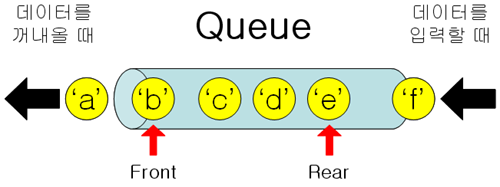 데이터를
꺼내올 때
Queue
데이터를
입력할 때
‘a’ ‘b’ ‘c’ ‘d’ ‘e’ ‘f’
Front Rear